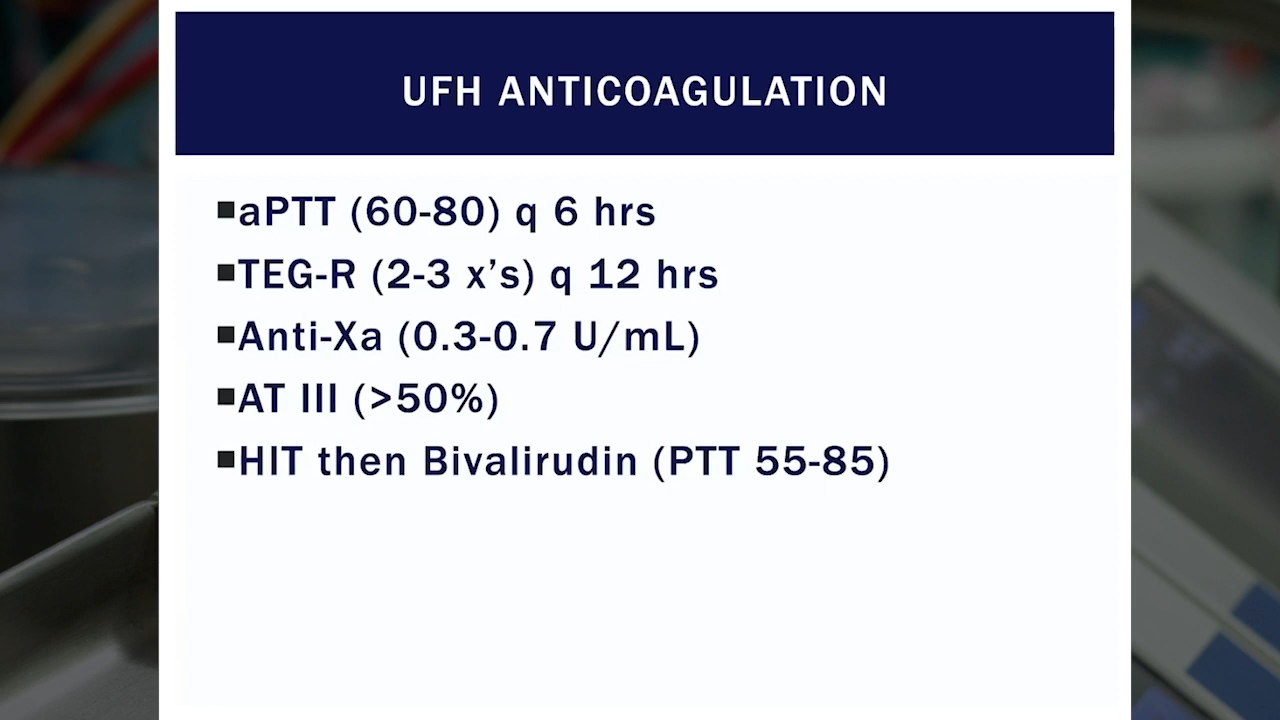 UFH ANTICOAGULATION
▪aPTT (60-80) q 6 hrs
▪TEG-R (2-3 x’s) q 12 hrs
▪Anti-Xa (0.3-0.7 U/mL)
▪AT III (>50%)
▪HIT then Bivalirudin (PTT 55-85)